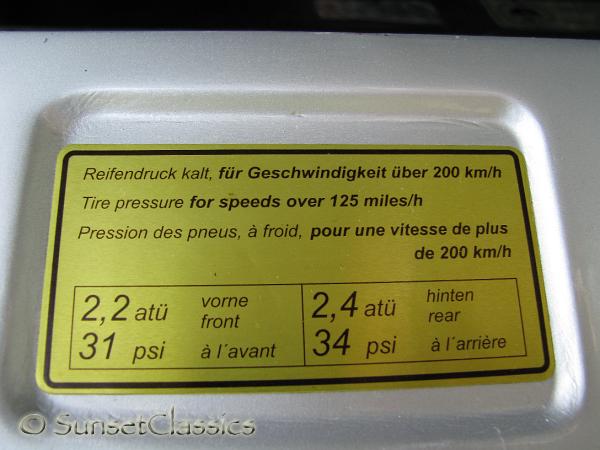 Reifendruck kalt, für Geschwindigkeit über 200 km/h
Tire pressure for speeds over 125 miles/h
Pression des pneus, à froid, pour une vitesse de plus
de 200 km/h
2,2 atü vorne
front
31 psi à l´avant
2,4 atü hinten
rear
34 psi à l´arrière
© SunsetClassics